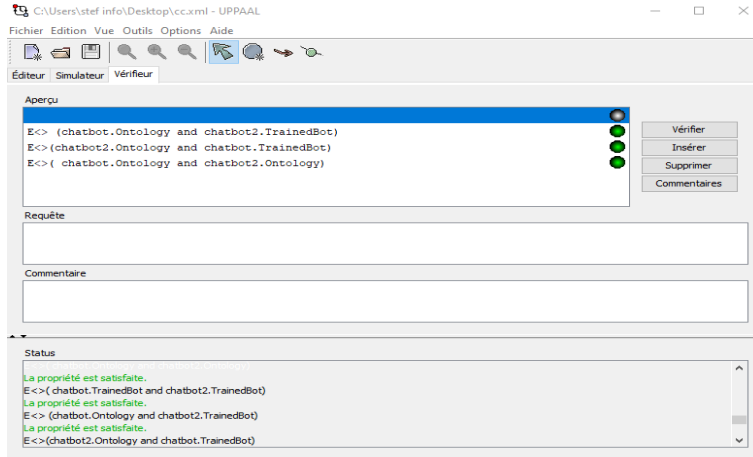 C:\Users\stef info\Desktop\cc.xml - UPPAAL
Fichier Edition Vue Outils Options Aide
Éditeur Simulateur Vérifieur
Aperçu
E<> (chatbot.Ontology and chatbot2.TrainedBot)
E<>(chatbot2.Ontology and chatbot.TrainedBot)
E<>( chatbot.Ontology and chatbot2.Ontology)
Vérifier
Insérer
Supprimer
Commentaires
Requête
Commentaire
Status
La propriété est satisfaite.
E<>( chatbot.TrainedBot and chatbot2.TrainedBot)
La propriété est satisfaite.
E<> (chatbot.Ontology and chatbot2.TrainedBot)
La propriété est satisfaite.
E<>(chatbot2.Ontology and chatbot.TrainedBot)